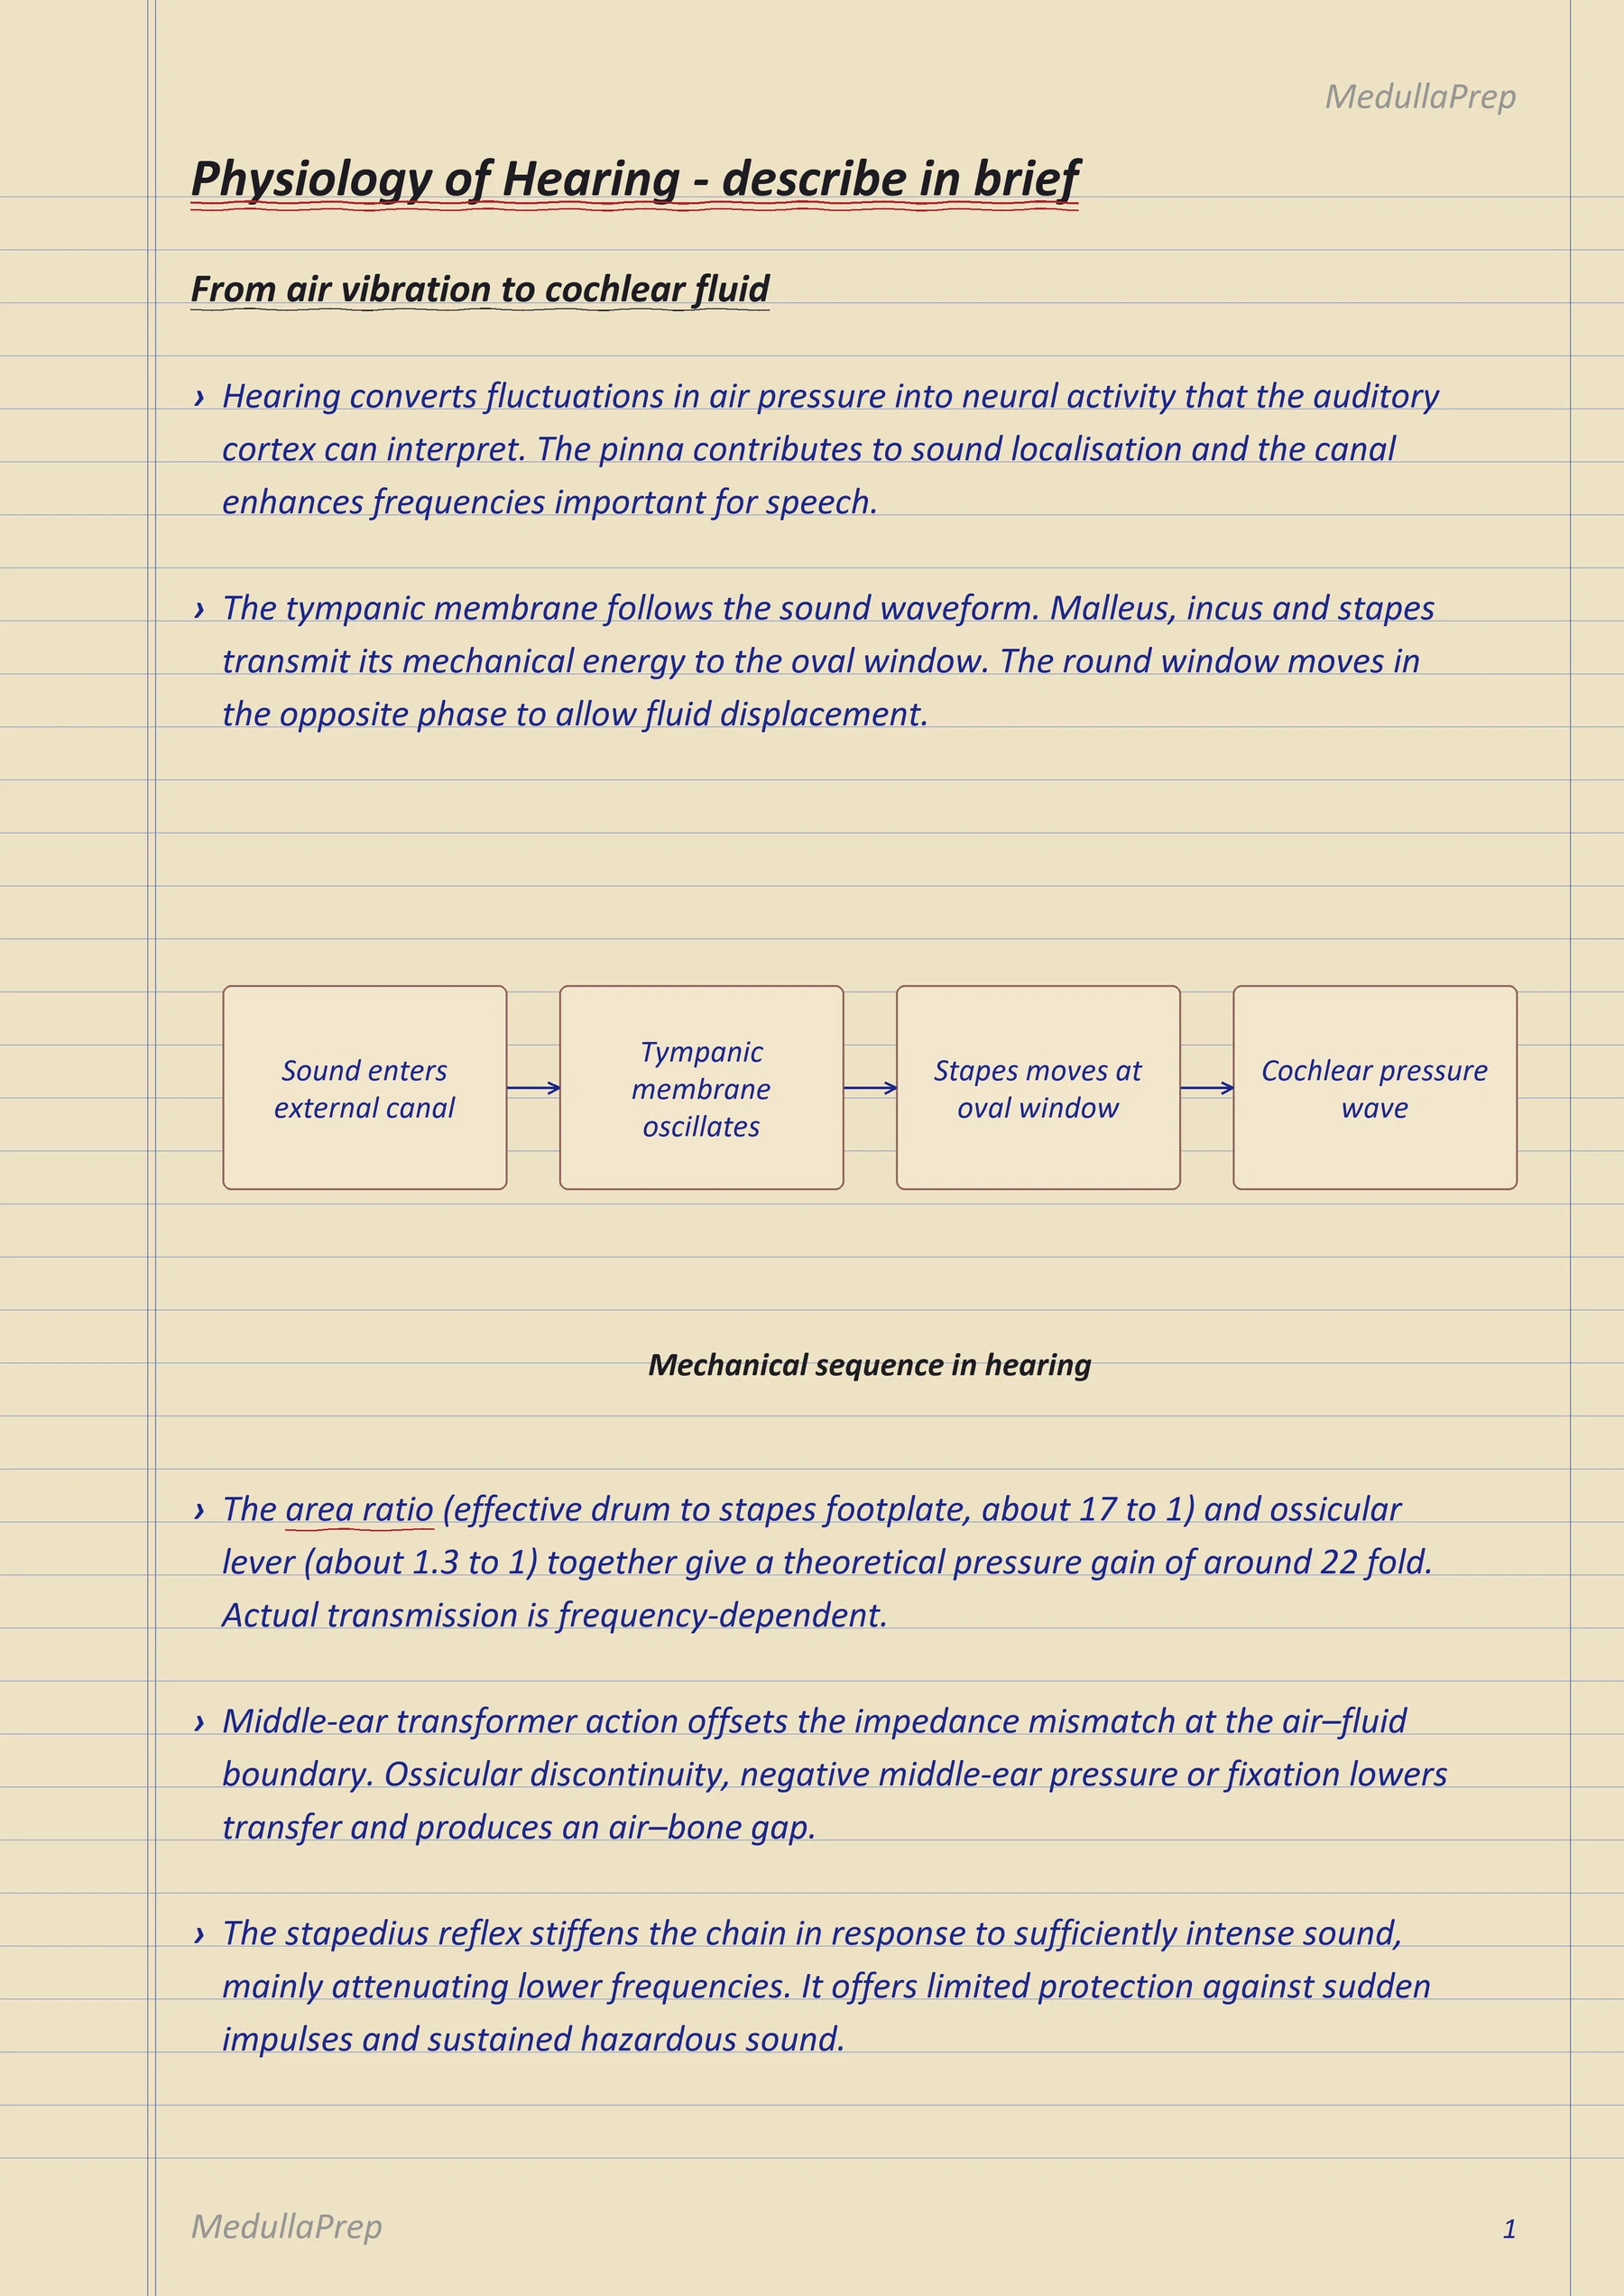 MedullaPrep
Physiology of Hearing - describe in brief
From air vibration to cochlear fluid
› Hearing converts fluctuations in air pressure into neural activity that the auditory
cortex can interpret. The pinna contributes to sound localisation and the canal
enhances frequencies important for speech.
› The tympanic membrane follows the sound waveform. Malleus, incus and stapes
transmit its mechanical energy to the oval window. The round window moves in
the opposite phase to allow fluid displacement.
Sound enters
external canal
Tympanic
membrane
oscillates
Stapes moves at
oval window
Cochlear pressure
wave
Mechanical sequence in hearing
› The area ratio (effective drum to stapes footplate, about 17 to 1) and ossicular
lever (about 1.3 to 1) together give a theoretical pressure gain of around 22 fold.
Actual transmission is frequency-dependent.
› Middle-ear transformer action offsets the impedance mismatch at the air–fluid
boundary. Ossicular discontinuity, negative middle-ear pressure or fixation lowers
transfer and produces an air–bone gap.
› The stapedius reflex stiffens the chain in response to sufficiently intense sound,
mainly attenuating lower frequencies. It offers limited protection against sudden
impulses and sustained hazardous sound.
MedullaPrep
1